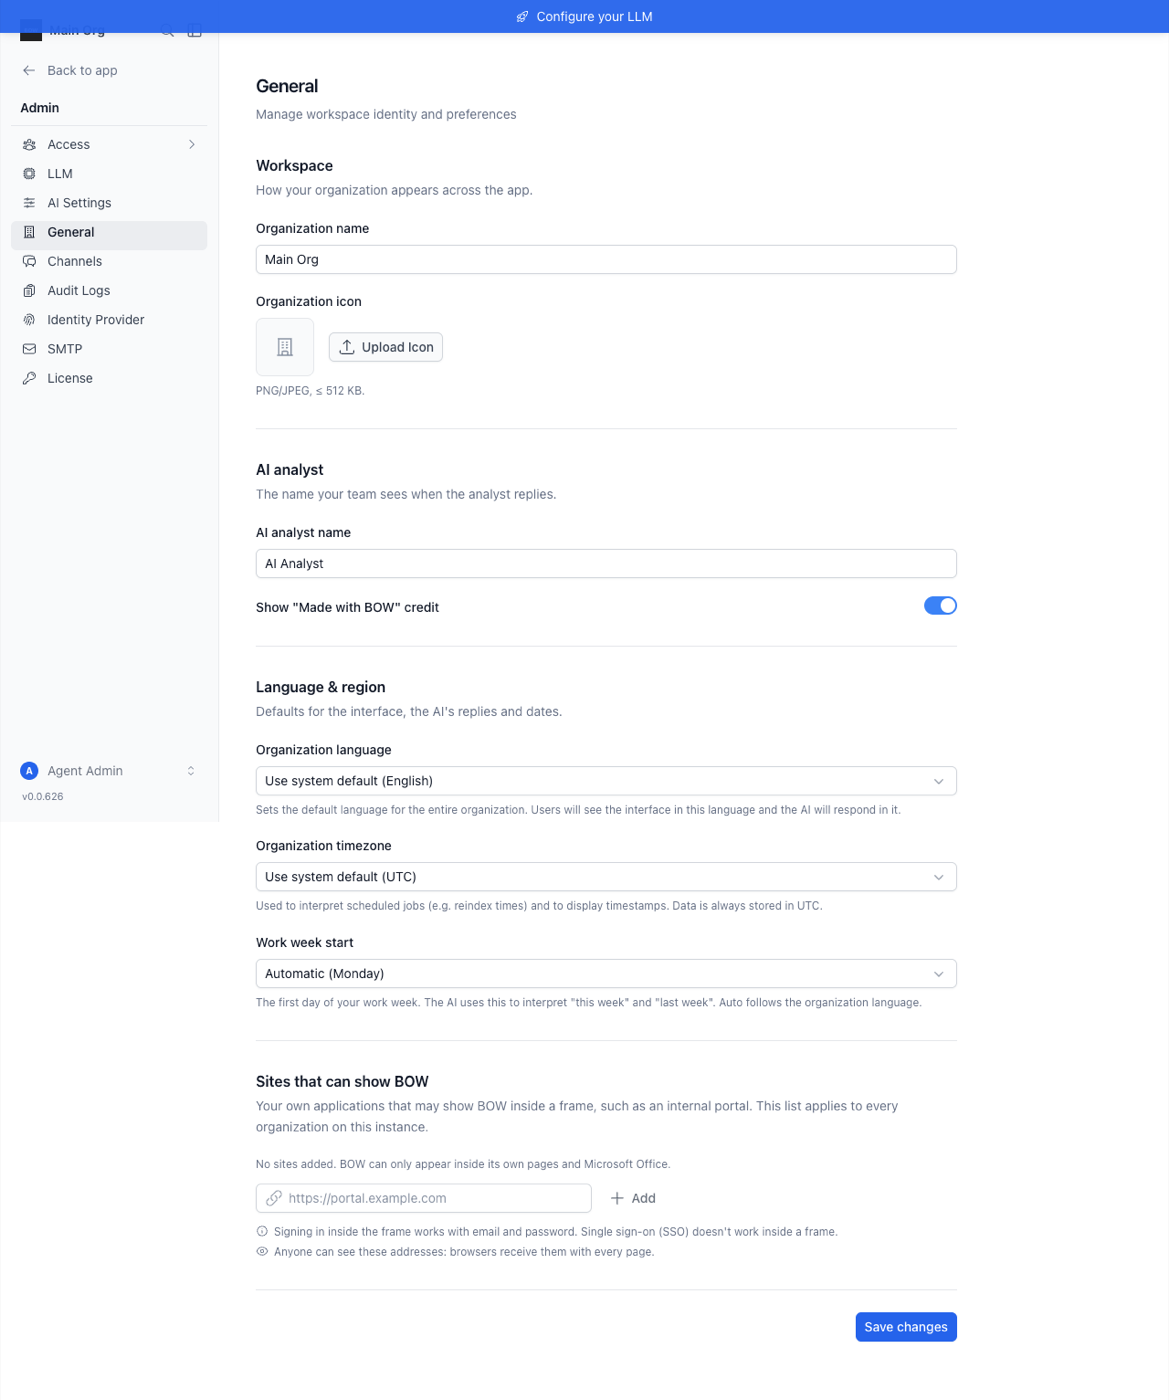 Configure your LLM
Main Org
Back to app
Admin
Access
LLM
AI Settings
General
Channels
Audit Logs
Identity Provider
SMTP
License
A Agent Admin
v0.0.626
General
Manage workspace identity and preferences
Workspace
How your organization appears across the app.
Organization name
Main Org
Organization icon
Upload Icon
PNG/JPEG, ≤ 512 KB.
AI analyst
The name your team sees when the analyst replies.
AI analyst name
AI Analyst
Show "Made with BOW" credit
Language & region
Defaults for the interface, the AI's replies and dates.
Organization language
Use system default (English)
Sets the default language for the entire organization. Users will see the interface in this language and the AI will respond in it.
Organization timezone
Use system default (UTC)
Used to interpret scheduled jobs (e.g. reindex times) and to display timestamps. Data is always stored in UTC.
Work week start
Automatic (Monday)
The first day of your work week. The AI uses this to interpret "this week" and "last week". Auto follows the organization language.
Sites that can show BOW
Your own applications that may show BOW inside a frame, such as an internal portal. This list applies to every
organization on this instance.
No sites added. BOW can only appear inside its own pages and Microsoft Office.
https://portal.example.com
Add
Signing in inside the frame works with email and password. Single sign-on (SSO) doesn't work inside a frame.
Anyone can see these addresses: browsers receive them with every page.
Save changes